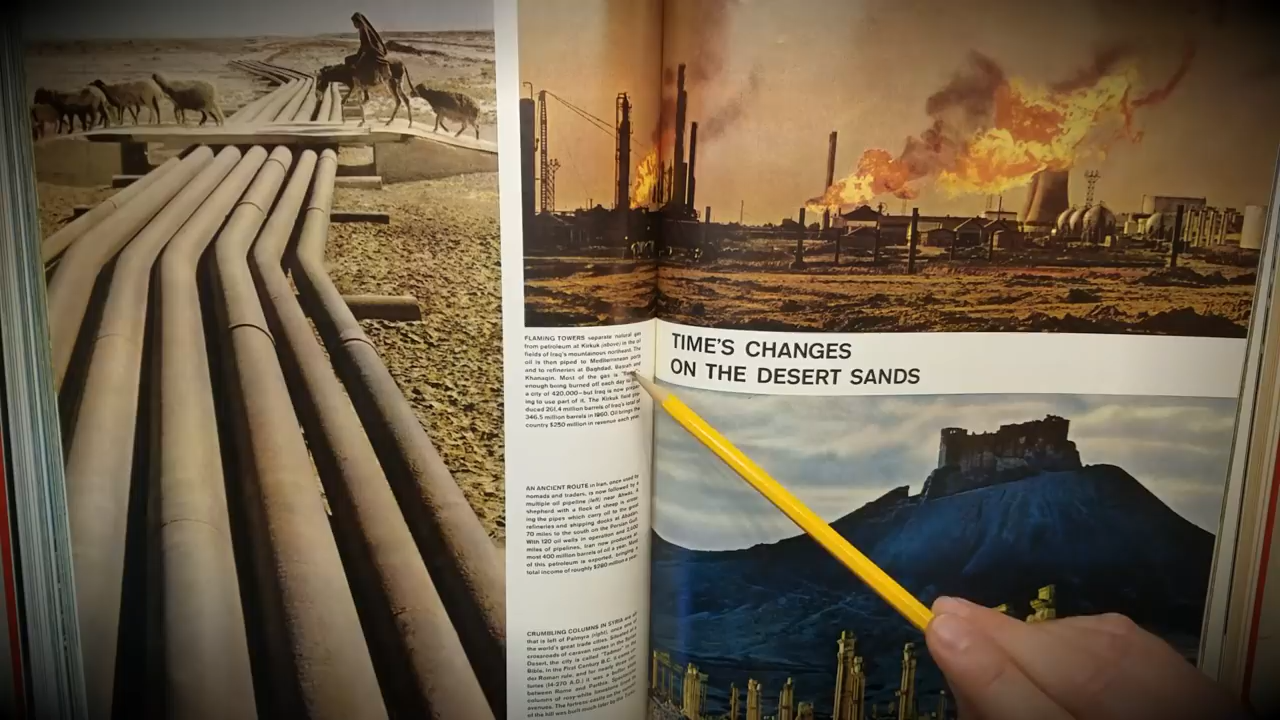 FLAMING TOWERS separate natural gas
from petroleum at Kirkuk (above) in the oil
fields of Iraq's mountainous northeast. The
oil is then piped to Mediterranean ports
and to refineries at Baghdad, Basrah and
Khanaqin. Most of the gas is
enough being burned off each day to
a city of 420,000—but Iraq is now prepar-
ing to use part of it. The Kirkuk field pro-
duced 261.4 million barrels of Iraq's total of
346.5 million barrels in 1960. Oil brings the
country $250 million in revenue each year.
TIME'S CHANGES
ON THE DESERT SANDS
AN ANCIENT ROUTE in Iran, once used by
nomads and traders, is now followed by a
multiple oil pipeline (left) near Ahwaz. A
shepherd with a flock of sheep is cross-
ing the pipes which carry oil to the great
refineries and shipping docks at Abadan,
70 miles to the south on the Persian Gulf.
With 120 oil wells in operation and
miles of pipelines, Iran now produces al-
most 400 million barrels of oil a year. Most
of this petroleum is exported, bringing a
total income of roughly $280 million a year.
CRUMBLING COLUMNS IN SYRIA are all
that is left of Palmyra (right), once one of
the world's great trade cities. Situated at a
crossroads of caravan routes in the Syrian
Desert, the city is called "Tadmor" in the
Bible. In the First Century B.C. it came un-
der Roman rule, and for nearly three cen-
turies (14-270 A.D.) it was a buffer state
between Rome and Parthia.
columns of rosy-white limestone
avenues. The fortress castle on the
of the hill was built much later by the Turks.